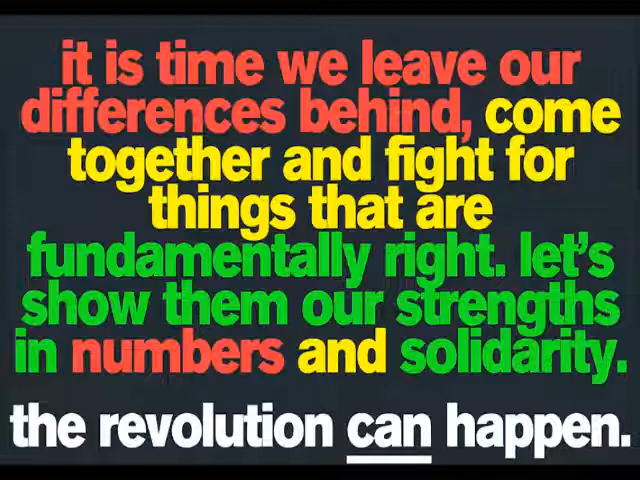 it is time we leave our
differences behind, come
together and fight for
things that are
fundamentally right. let's
show them our strengths
in numbers and solidarity.
the revolution can happen.